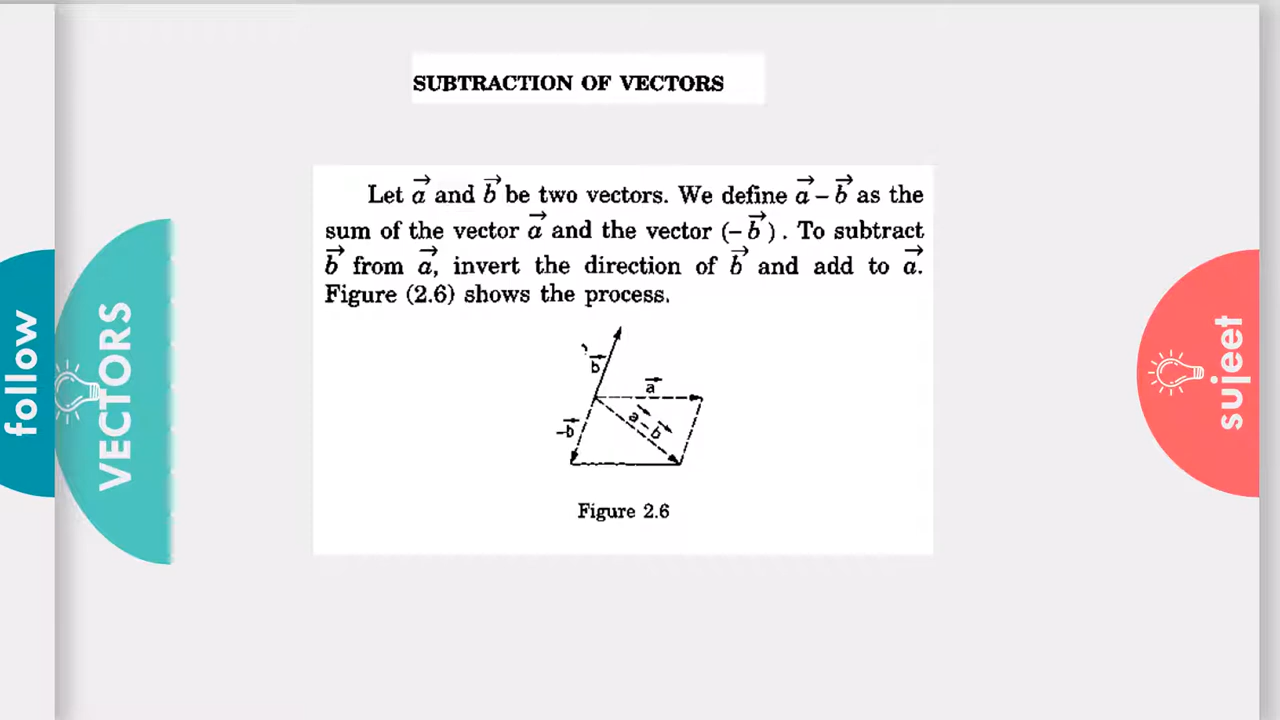 SUBTRACTION OF VECTORS
Let a⃗ and b⃗ be two vectors. We define a⃗ – b⃗ as the
sum of the vector a⃗ and the vector (– b⃗ ) . To subtract
b⃗ from a⃗, invert the direction of b⃗ and add to a⃗.
Figure (2.6) shows the process.
b⃗
a⃗
a⃗ – b⃗
–b⃗
Figure 2.6
follow
VECTORS
sujeet